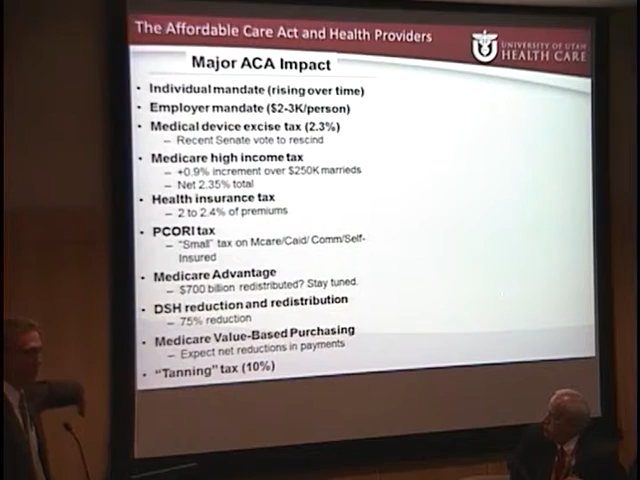 The Affordable Care Act and Health Providers
UNIVERSITY OF UTAH
HEALTH CARE
Major ACA Impact
• Individual mandate (rising over time)
• Employer mandate ($2-3K/person)
• Medical device excise tax (2.3%)
– Recent Senate vote to rescind
• Medicare high income tax
– +0.9% increment over $250K marrieds
– Net 2.35% total
• Health insurance tax
– 2 to 2.4% of premiums
• PCORI tax
– "Small" tax on Mcare/Caid/ Comm/Self-
Insured
• Medicare Advantage
– $700 billion redistributed? Stay tuned.
• DSH reduction and redistribution
– 75% reduction
• Medicare Value-Based Purchasing
– Expect net reductions in payments
• "Tanning" tax (10%)